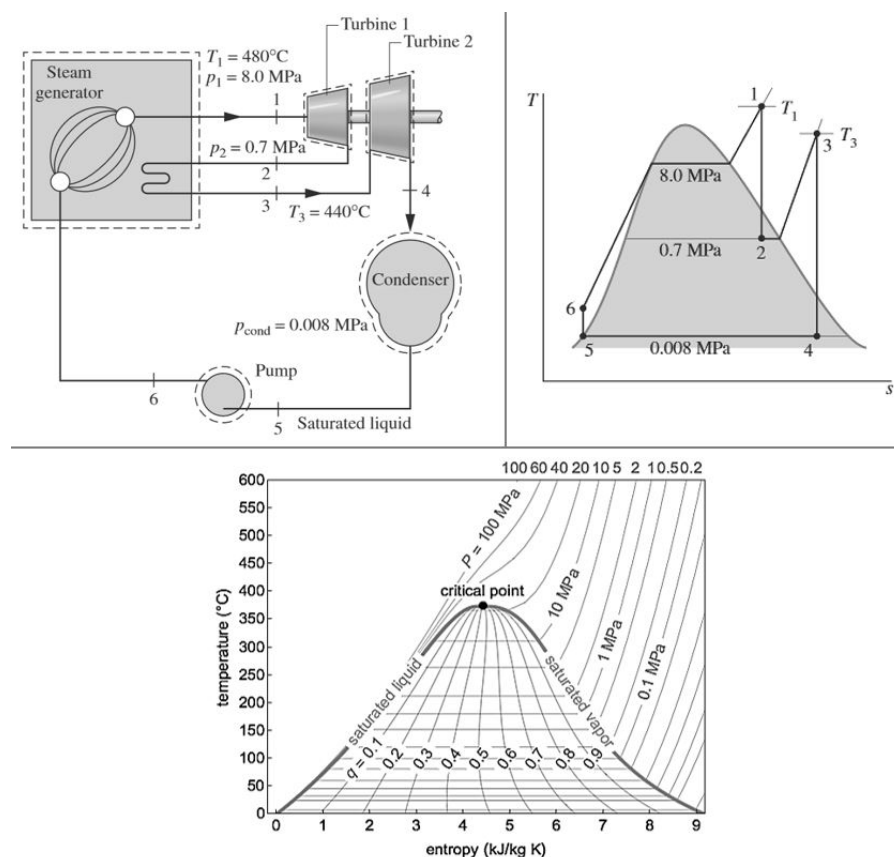 Turbine 1
Turbine 2
T₁ = 480°C
p₁ = 8.0 MPa
Steam
generator
1
p₂ = 0.7 MPa
2
3
T₃ = 440°C
4
Condenser
p_cond = 0.008 MPa
Pump
6
5
Saturated liquid
T
1
T₁
3
T₃
8.0 MPa
0.7 MPa
2
6
5
0.008 MPa
4
s
100 60 40 20 10 5 2 1 0.5 0.2
600
550
500
450
400
350
300
250
200
150
100
50
0
temperature (°C)
P = 100 MPa
critical point
10 MPa
1 MPa
0.1 MPa
saturated liquid
saturated vapor
q = 0.1
0.2
0.3
0.4
0.5
0.6
0.7
0.8
0.9
0 1 2 3 4 5 6 7 8 9
entropy (kJ/kg K)